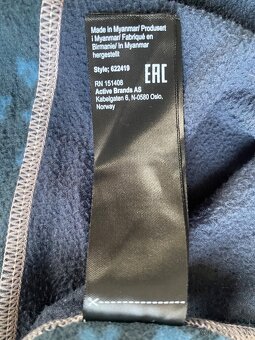 Made in Myanmar/ Produsert
i Myanmar/ Fabriqué en
Birmanie/ In Myanmar
hergestellt
Style; 622419
EAC
RN 151408
Active Brands AS
Kabelgaten 6, N-0580 Oslo,
Norway